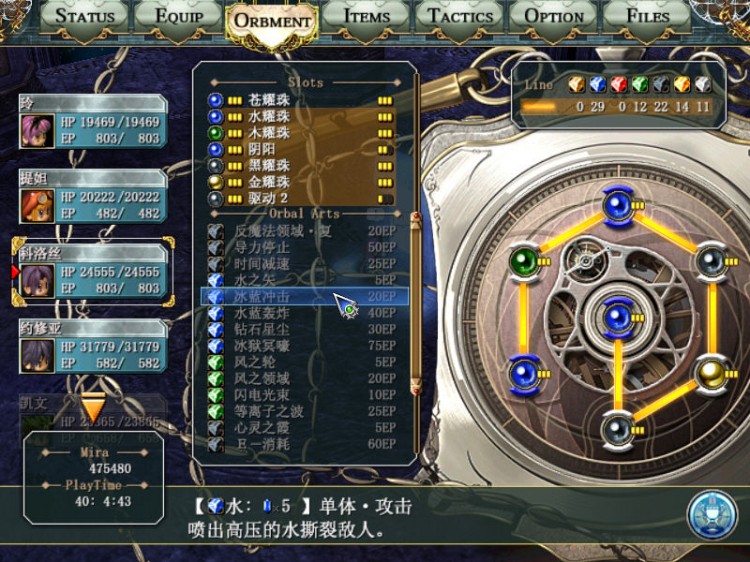 STATUS EQUIP ORBMENT ITEMS TACTICS OPTION FILES
玲
HP 19469/19469
EP 803/ 803
提妲
HP 20222/20222
EP 482/ 482
科洛丝
HP 24555/24555
EP 803/ 803
约修亚
HP 31779/31779
EP 582/ 582
凯文
Mira
475480
PlayTime
40: 4:43
Slots
苍耀珠
水耀珠
木耀珠
阴阳
黑耀珠
金耀珠
驱动 2
Orbal Arts
反魔法领域·复 20EP
导力停止 50EP
时间减速 25EP
水之矢 5EP
冰蓝冲击 20EP
水蓝轰炸 40EP
钻石星尘 30EP
冰狱冥嚎 75EP
风之轮 5EP
风之领域 20EP
闪电光束 10EP
等离子之波 25EP
心灵之霞 5EP
E-消耗 60EP
Line
0 29 0 12 22 14 11
【水: ×5 】单体·攻击
喷出高压的水撕裂敌人。